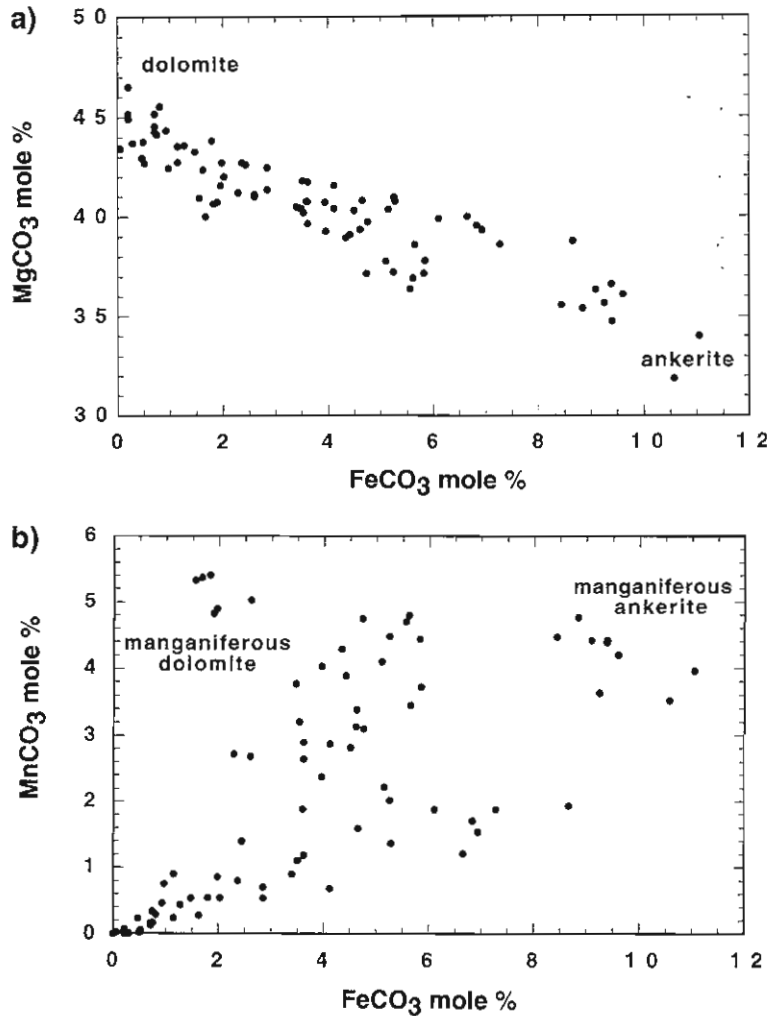 a)
50
45
40
35
30
MgCO3 mole %
dolomite
ankerite
0 2 4 6 8 10 12
FeCO3 mole %
b)
6
5
4
3
2
1
0
MnCO3 mole %
manganiferous
dolomite
manganiferous
ankerite
0 2 4 6 8 10 12
FeCO3 mole %